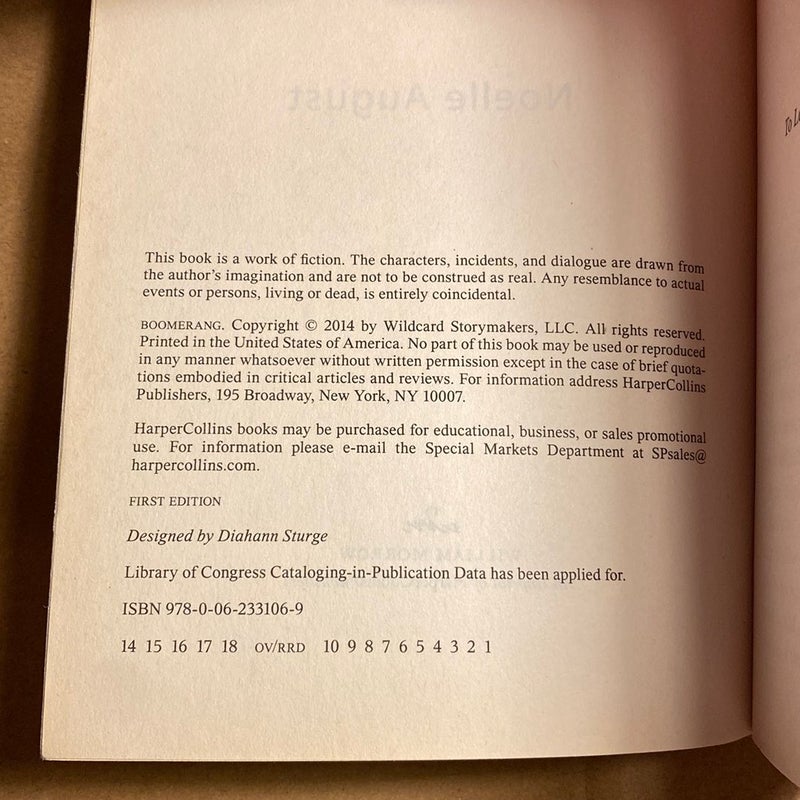 Noelle August
This book is a work of fiction. The characters, incidents, and dialogue are drawn from
the author's imagination and are not to be construed as real. Any resemblance to actual
events or persons, living or dead, is entirely coincidental.
BOOMERANG. Copyright © 2014 by Wildcard Storymakers, LLC. All rights reserved.
Printed in the United States of America. No part of this book may be used or reproduced
in any manner whatsoever without written permission except in the case of brief quota-
tions embodied in critical articles and reviews. For information address HarperCollins
Publishers, 195 Broadway, New York, NY 10007.
HarperCollins books may be purchased for educational, business, or sales promotional
use. For information please e-mail the Special Markets Department at SPsales@
harpercollins.com.
FIRST EDITION
Designed by Diahann Sturge
WILLIAM MORROW
Library of Congress Cataloging-in-Publication Data has been applied for.
ISBN 978-0-06-233106-9
14 15 16 17 18 OV/RRD 10 9 8 7 6 5 4 3 2 1
To